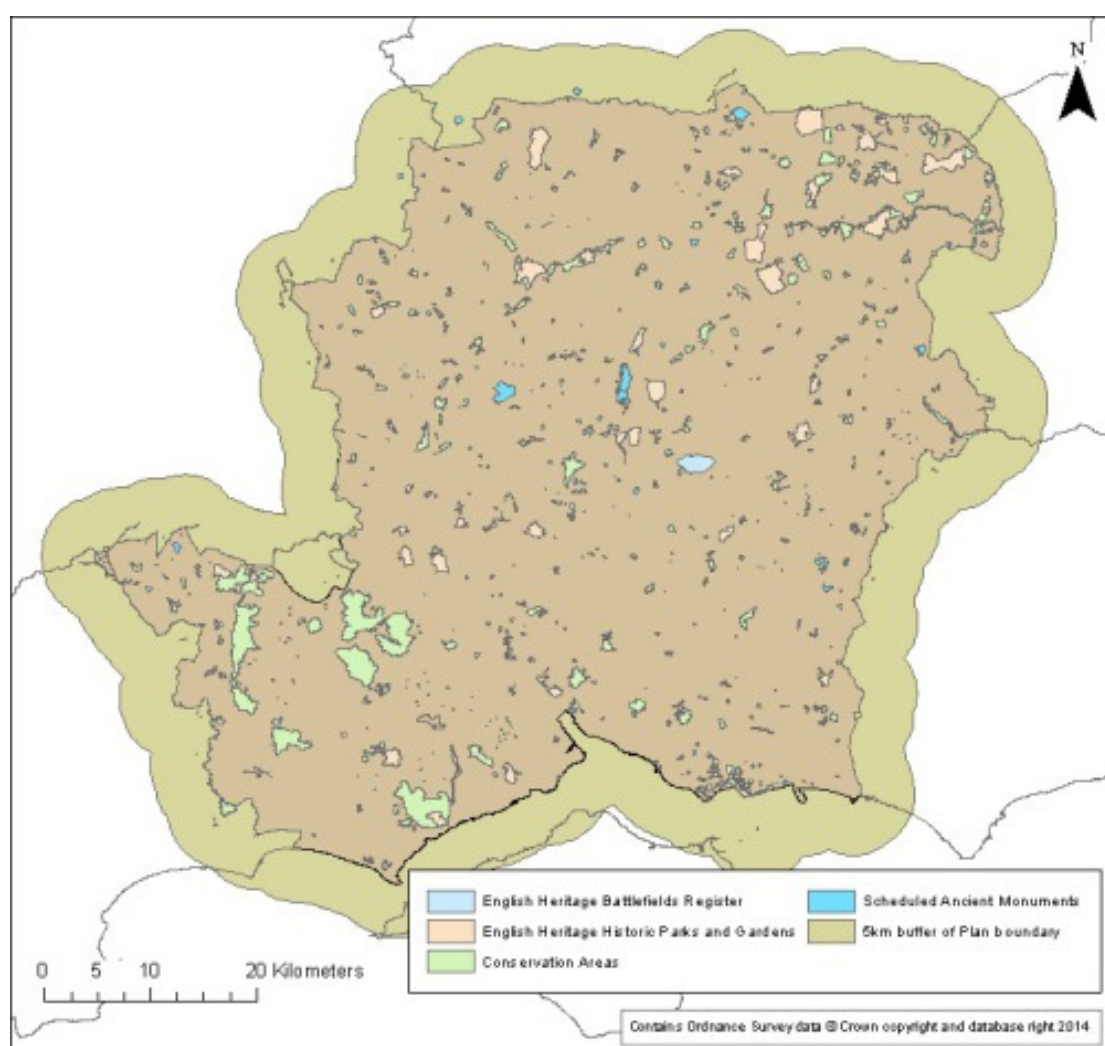 N
English Heritage Battlefields Register
Scheduled Ancient Monuments
English Heritage Historic Parks and Gardens
5km buffer of Plan boundary
Conservation Areas
0 5 10 20 Kilometers
Contains Ordnance Survey data © Crown copyright and database right 2014